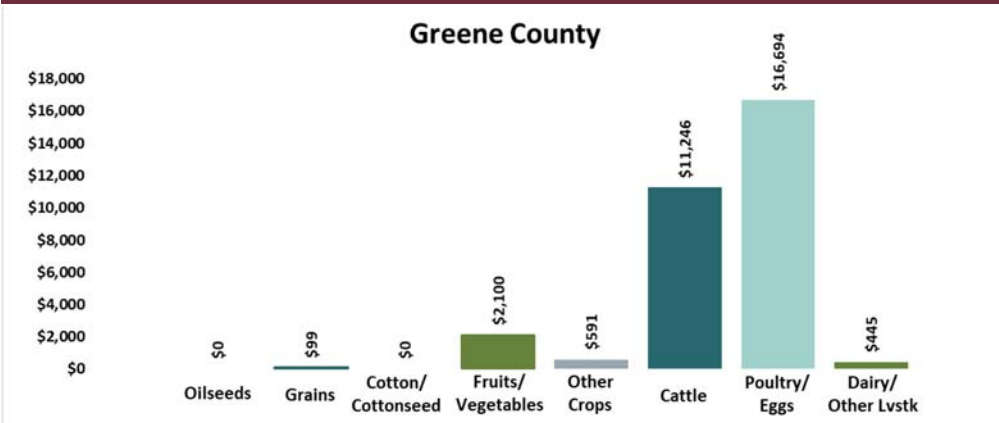 Greene County
$18,000
$16,000
$14,000
$12,000
$10,000
$8,000
$6,000
$4,000
$2,000
$0
$0
$99
$0
$2,100
$591
$11,246
$16,694
$445
Oilseeds
Grains
Cotton/
Cottonseed
Fruits/
Vegetables
Other
Crops
Cattle
Poultry/
Eggs
Dairy/
Other Lvstk